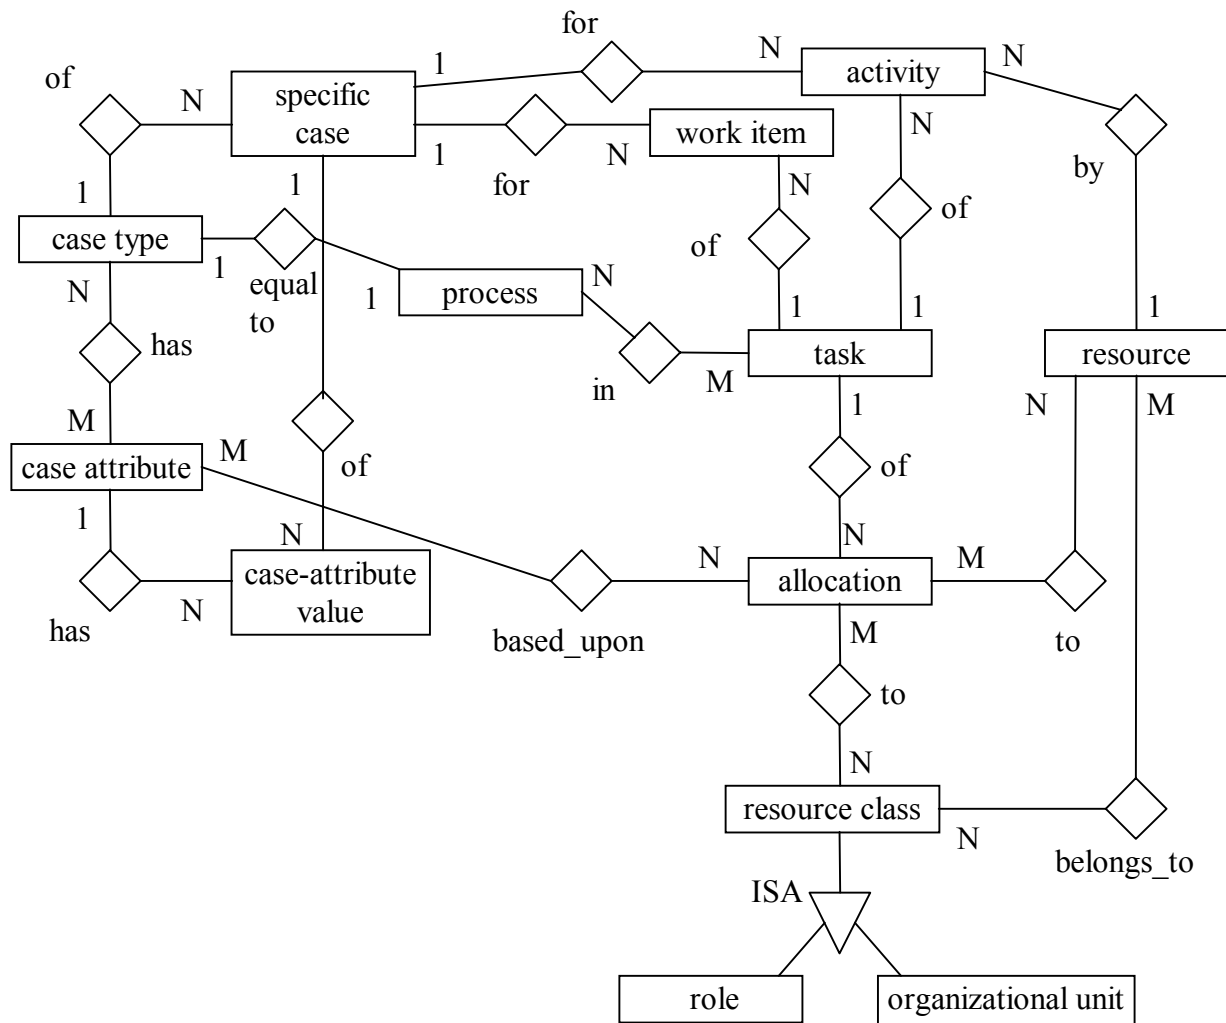 for
1
N
activity
N
of
N
specific
case
work item
N
by
1
N
for
N
1
1
of
of
case type
1
equal
to
1
process
N
N
1
1
1
has
in
M
task
resource
M
1
N
M
case attribute
M
of
of
1
N
N
N
case-attribute
value
N
has
allocation
M
based_upon
M
to
to
N
resource class
N
belongs_to
ISA
role
organizational unit